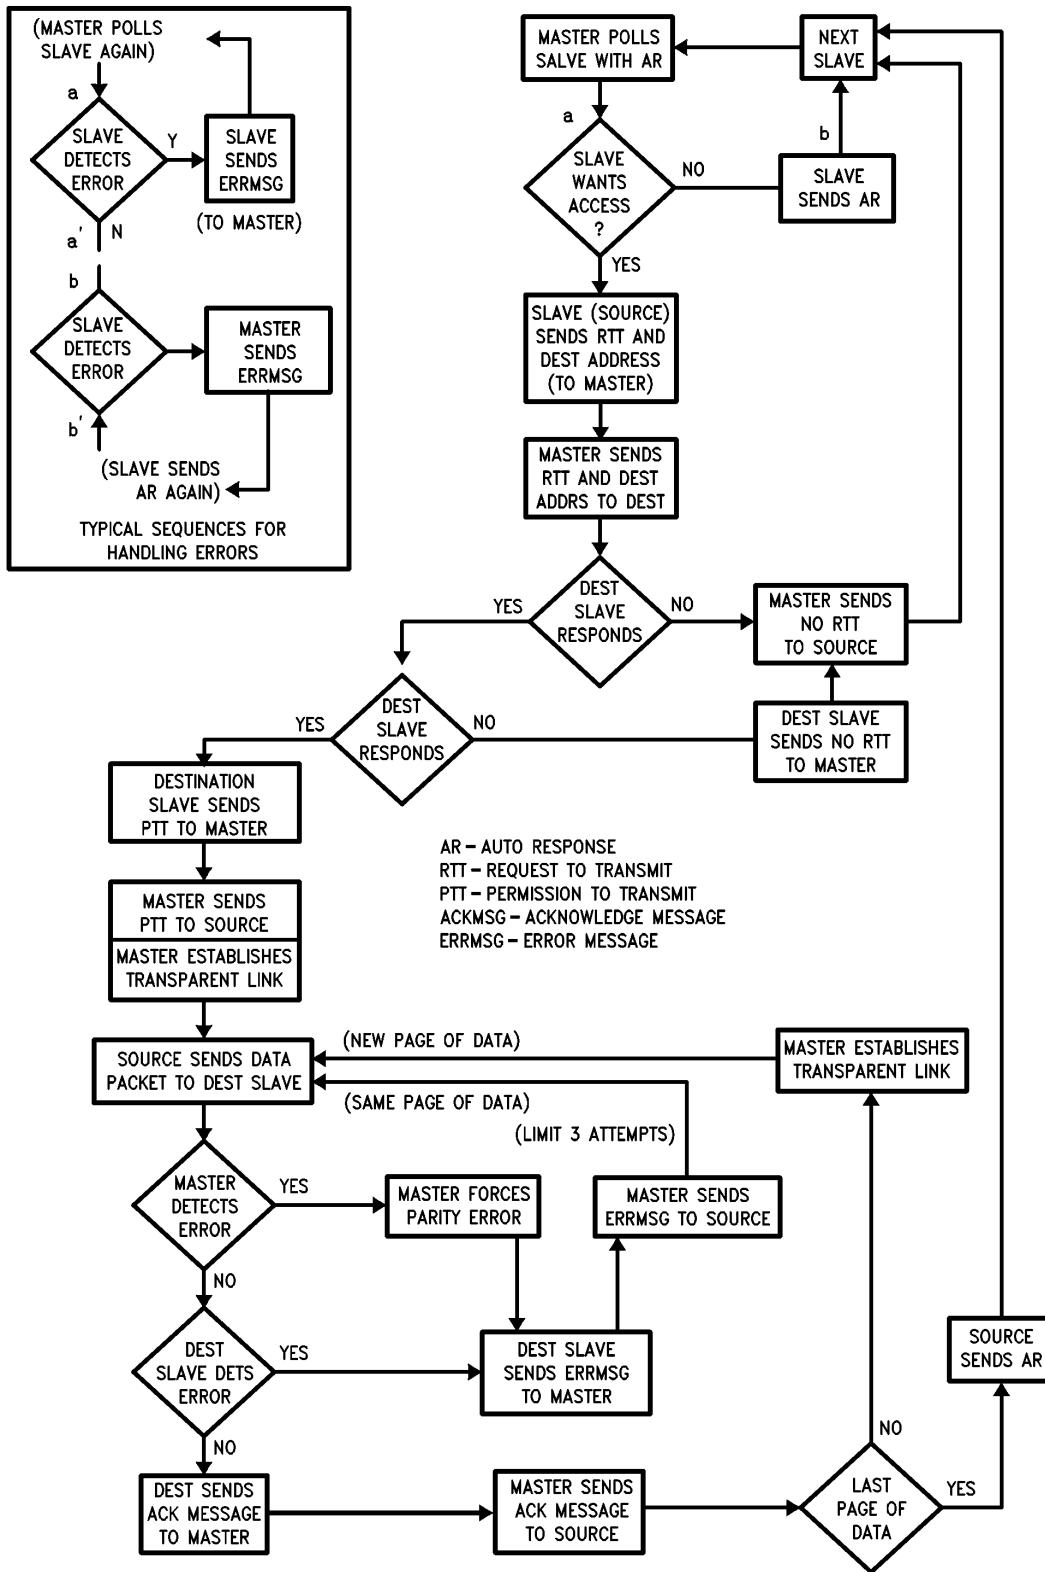 (MASTER POLLS
SLAVE AGAIN)
a
SLAVE
DETECTS
ERROR
Y
SLAVE
SENDS
ERRMSG
(TO MASTER)
a'
N
b
SLAVE
DETECTS
ERROR
MASTER
SENDS
ERRMSG
b'
(SLAVE SENDS
AR AGAIN)
TYPICAL SEQUENCES FOR
HANDLING ERRORS
MASTER POLLS
SALVE WITH AR
NEXT
SLAVE
a
b
SLAVE
WANTS
ACCESS
?
NO
SLAVE
SENDS AR
YES
SLAVE (SOURCE)
SENDS RTT AND
DEST ADDRESS
(TO MASTER)
MASTER SENDS
RTT AND DEST
ADDRS TO DEST
YES
DEST
SLAVE
RESPONDS
NO
MASTER SENDS
NO RTT
TO SOURCE
YES
DEST
SLAVE
RESPONDS
NO
DEST SLAVE
SENDS NO RTT
TO MASTER
DESTINATION
SLAVE SENDS
PTT TO MASTER
AR – AUTO RESPONSE
RTT – REQUEST TO TRANSMIT
PTT – PERMISSION TO TRANSMIT
ACKMSG – ACKNOWLEDGE MESSAGE
ERRMSG – ERROR MESSAGE
MASTER SENDS
PTT TO SOURCE
MASTER ESTABLISHES
TRANSPARENT LINK
SOURCE SENDS DATA
PACKET TO DEST SLAVE
(NEW PAGE OF DATA)
(SAME PAGE OF DATA)
(LIMIT 3 ATTEMPTS)
MASTER ESTABLISHES
TRANSPARENT LINK
MASTER
DETECTS
ERROR
YES
MASTER FORCES
PARITY ERROR
MASTER SENDS
ERRMSG TO SOURCE
NO
DEST
SLAVE DETS
ERROR
YES
DEST SLAVE
SENDS ERRMSG
TO MASTER
SOURCE
SENDS AR
NO
DEST SENDS
ACK MESSAGE
TO MASTER
MASTER SENDS
ACK MESSAGE
TO SOURCE
NO
LAST
PAGE OF
DATA
YES